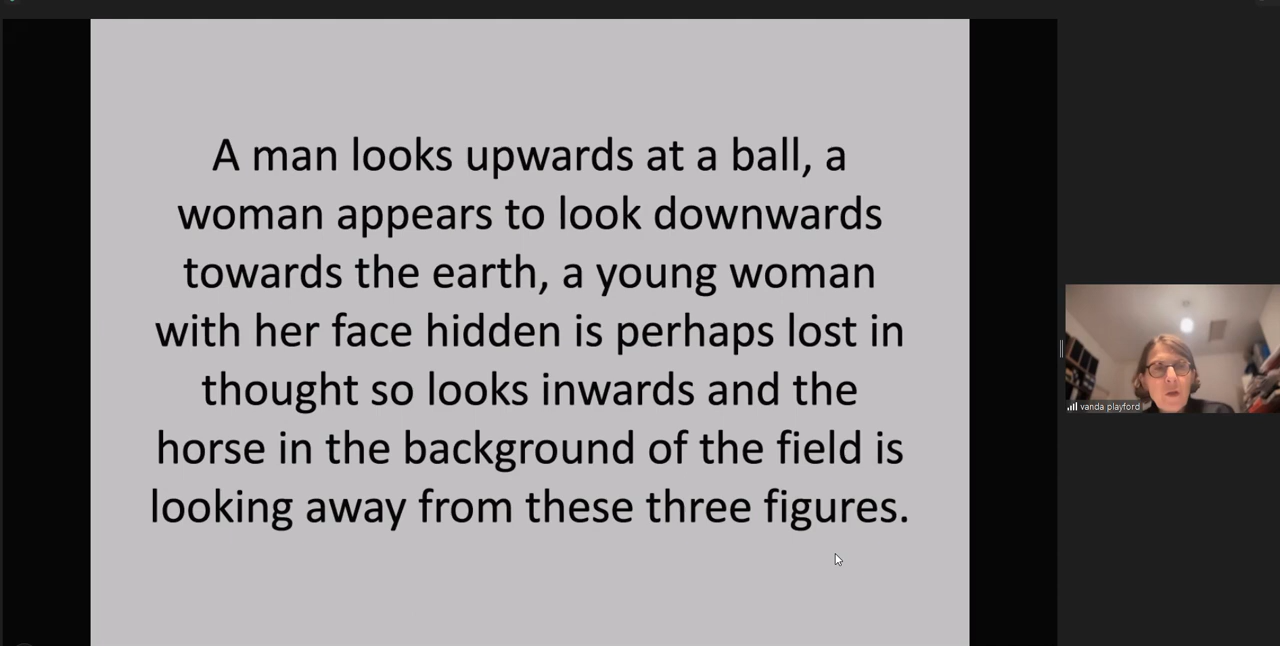 A man looks upwards at a ball, a
woman appears to look downwards
towards the earth, a young woman
with her face hidden is perhaps lost in
thought so looks inwards and the
horse in the background of the field is
looking away from these three figures.
vanda playford